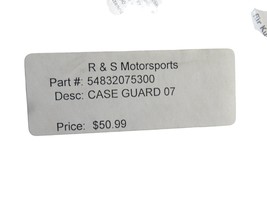 R & S Motorsports
Part #: 54832075300
Desc: CASE GUARD 07
Price: $50.99